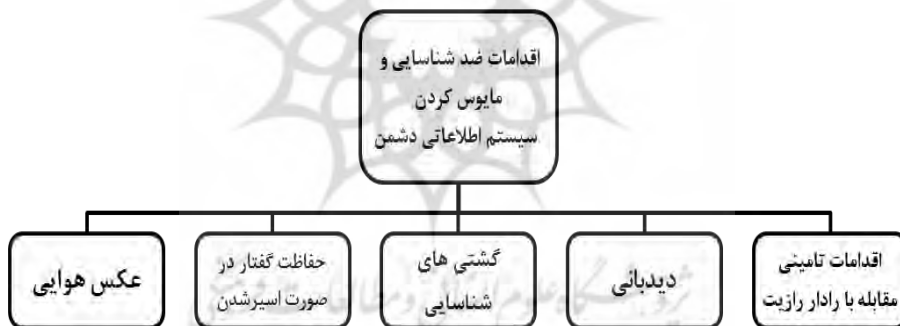 اقدامات ضد شناسایی و
مایوس کردن
سیستم اطلاعاتی دشمن
اقدامات تامینی
مقابله با رادار رازیت
دیدبانی
گشتی های
شناسایی
حفاظت گفتار در
صورت اسیرشدن
عکس هوایی